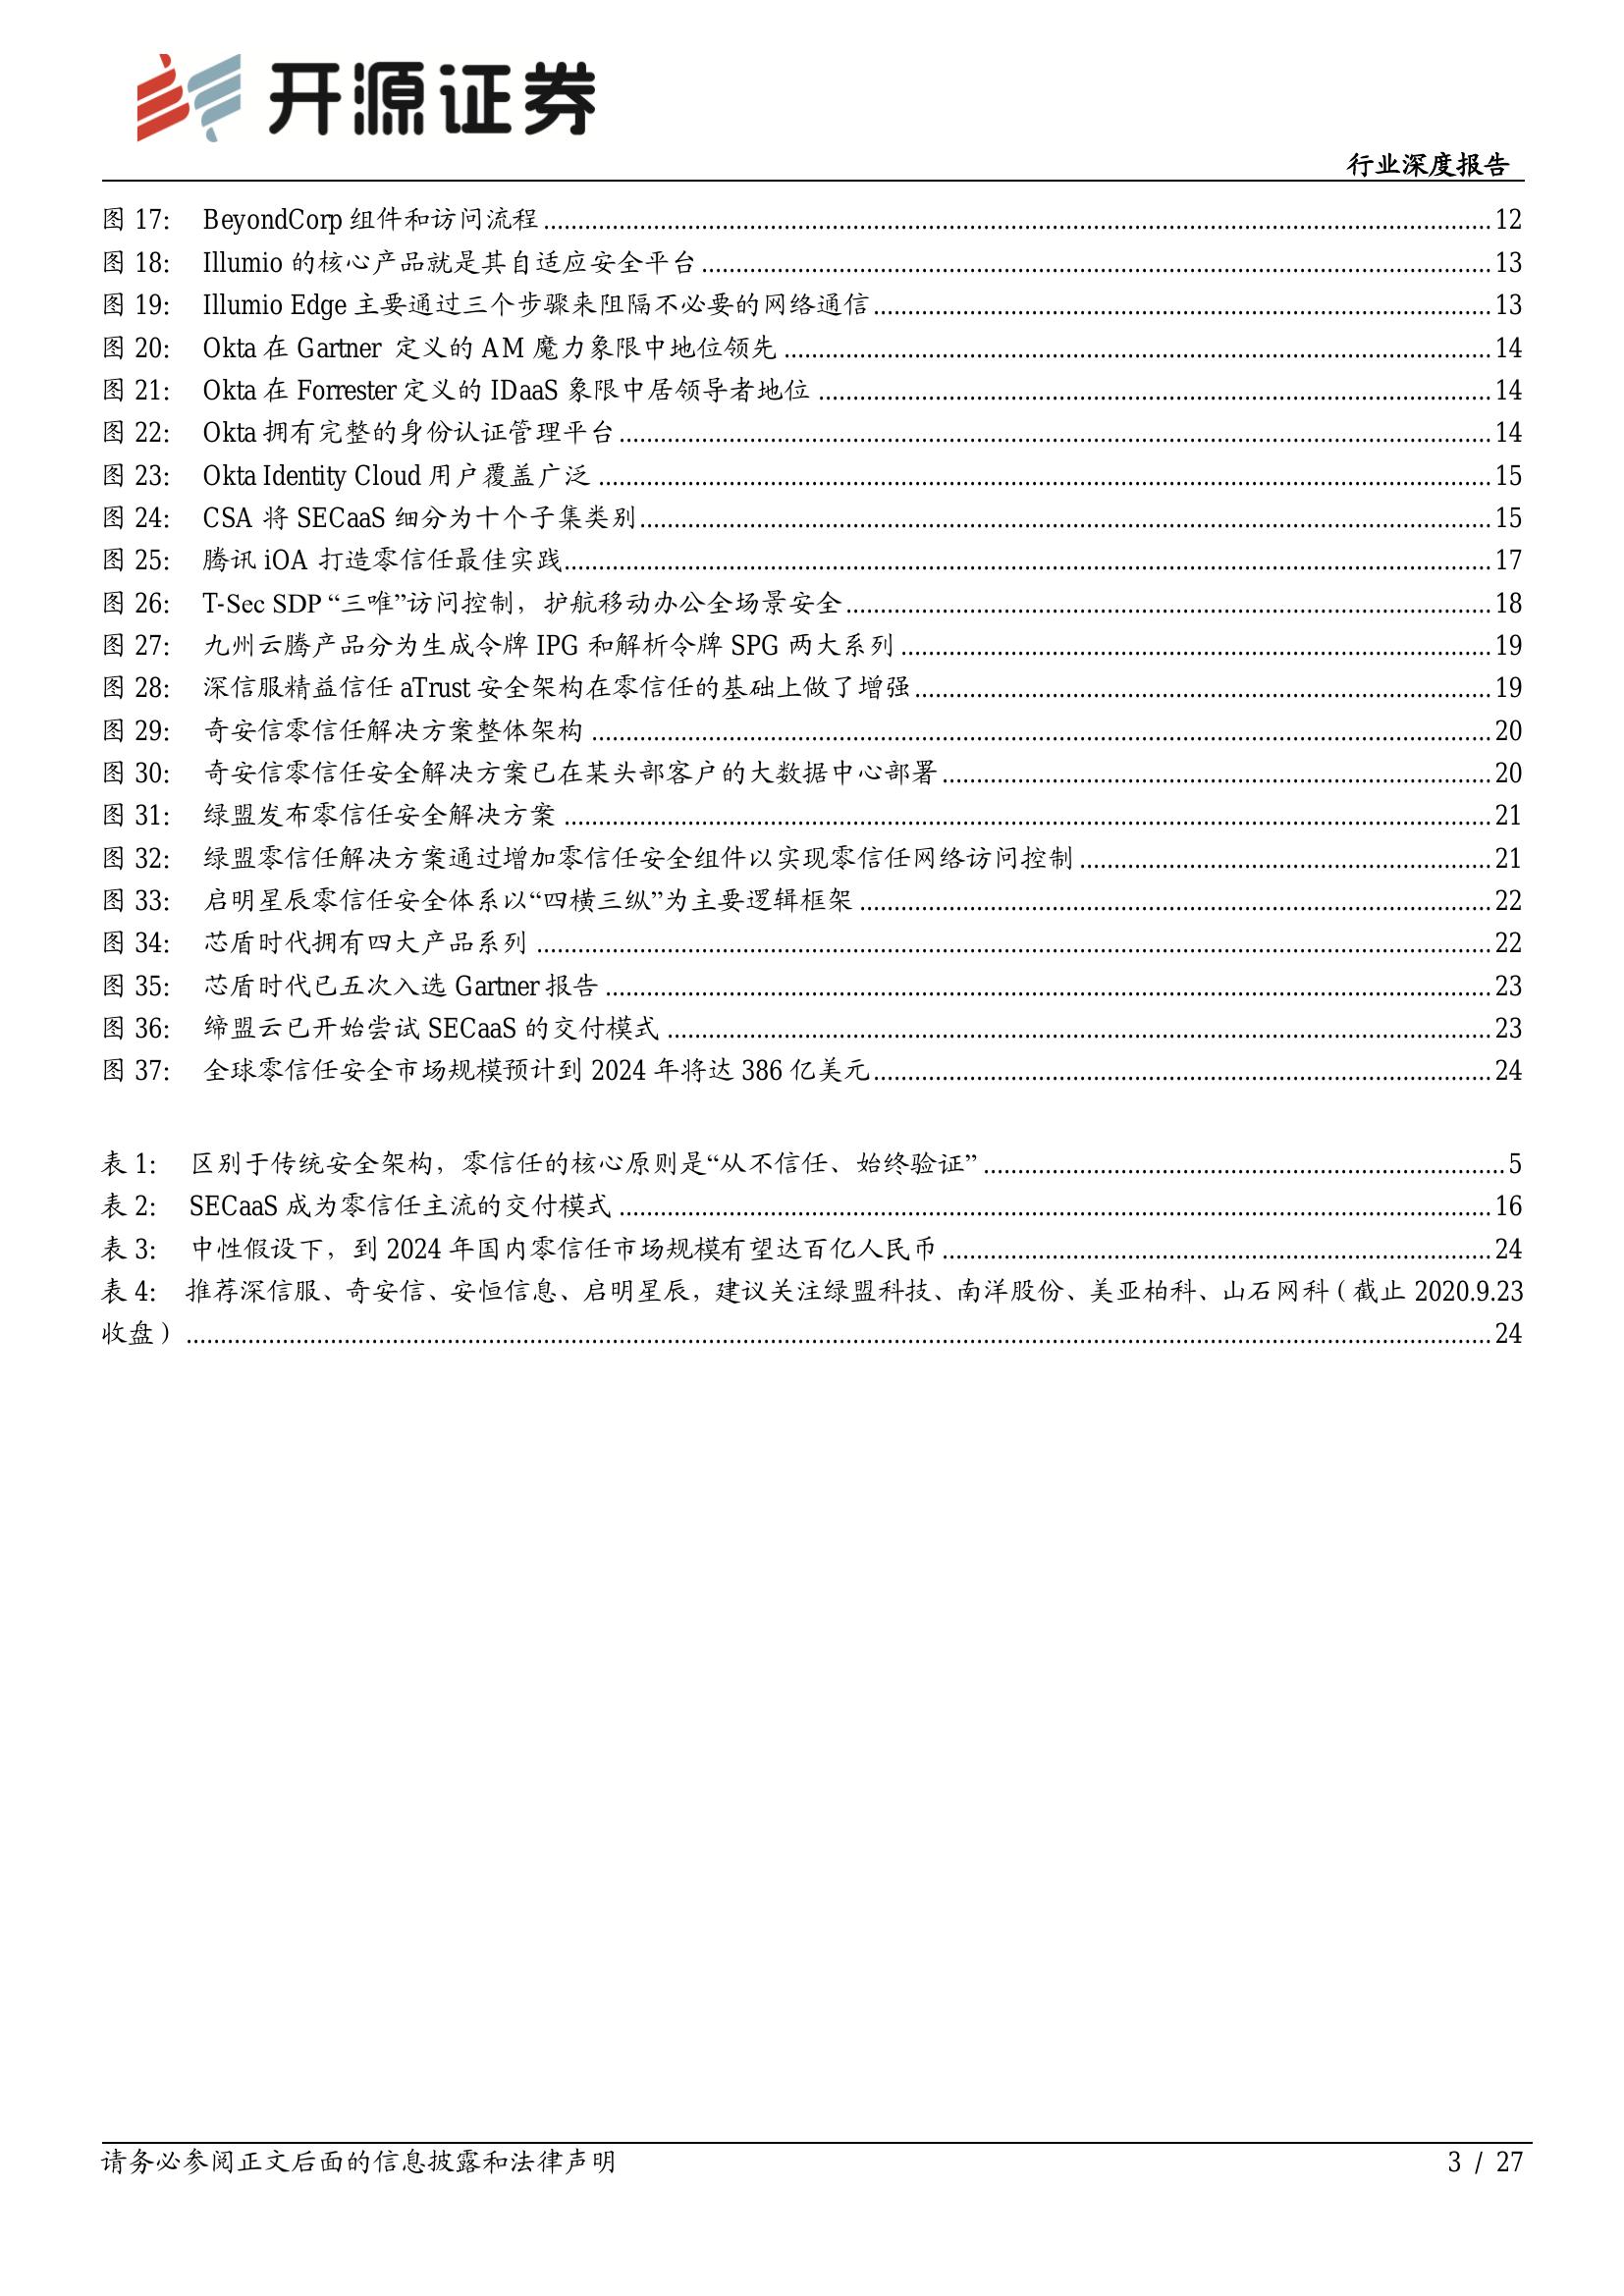 开源证券
行业深度报告
图 17: BeyondCorp 组件和访问流程 ........ 12
图 18: Illumio 的核心产品就是其自适应安全平台 ........ 13
图 19: Illumio Edge 主要通过三个步骤来阻隔不必要的网络通信 ........ 13
图 20: Okta 在 Gartner 定义的 AM 魔力象限中地位领先 ........ 14
图 21: Okta 在 Forrester 定义的 IDaaS 象限中居领导者地位 ........ 14
图 22: Okta 拥有完整的身份认证管理平台 ........ 14
图 23: Okta Identity Cloud 用户覆盖广泛 ........ 15
图 24: CSA 将 SECaaS 细分为十个子集类别 ........ 15
图 25: 腾讯 iOA 打造零信任最佳实践 ........ 17
图 26: T-Sec SDP “三唯”访问控制，护航移动办公全场景安全 ........ 18
图 27: 九州云腾产品分为生成令牌 IPG 和解析令牌 SPG 两大系列 ........ 19
图 28: 深信服精益信任 aTrust 安全架构在零信任的基础上做了增强 ........ 19
图 29: 奇安信零信任解决方案整体架构 ........ 20
图 30: 奇安信零信任安全解决方案已在某头部客户的大数据中心部署 ........ 20
图 31: 绿盟发布零信任安全解决方案 ........ 21
图 32: 绿盟零信任解决方案通过增加零信任安全组件以实现零信任网络访问控制 ........ 21
图 33: 启明星辰零信任安全体系以“四横三纵”为主要逻辑框架 ........ 22
图 34: 芯盾时代拥有四大产品系列 ........ 22
图 35: 芯盾时代已五次入选 Gartner 报告 ........ 23
图 36: 缔盟云已开始尝试 SECaaS 的交付模式 ........ 23
图 37: 全球零信任安全市场规模预计到 2024 年将达 386 亿美元 ........ 24
表 1: 区别于传统安全架构，零信任的核心原则是“从不信任、始终验证” ........ 5
表 2: SECaaS 成为零信任主流的交付模式 ........ 16
表 3: 中性假设下，到 2024 年国内零信任市场规模有望达百亿人民币 ........ 24
表 4: 推荐深信服、奇安信、安恒信息、启明星辰，建议关注绿盟科技、南洋股份、美亚柏科、山石网科（截止 2020.9.23
收盘） ........ 24
请务必参阅正文后面的信息披露和法律声明
3 / 27